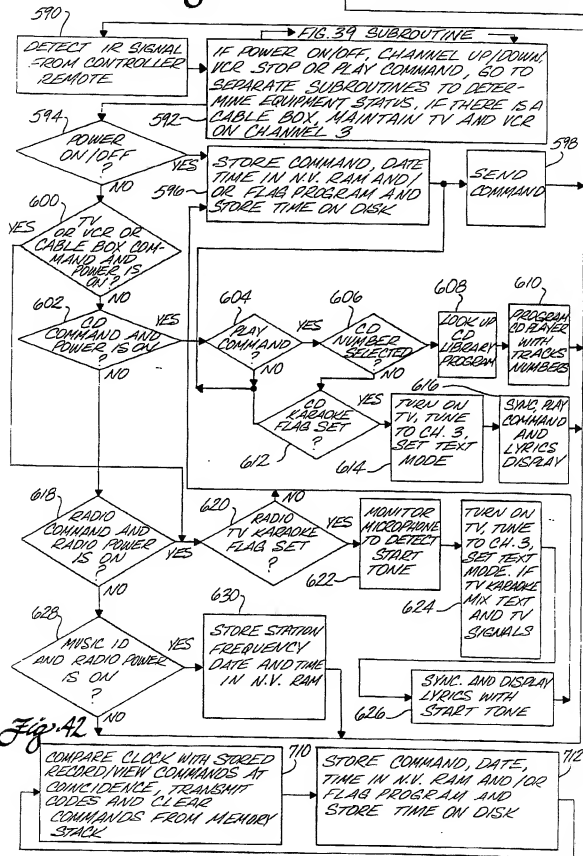 590
DETECT IR SIGNAL
FROM CONTROLLER
REMOTE
FIG. 39 SUBROUTINE
IF POWER ON/OFF, CHANNEL UP/DOWN,
VCR STOP OR PLAY COMMAND, GO TO
SEPARATE SUBROUTINES TO DETER-
MINE EQUIPMENT STATUS. IF THERE IS A
CABLE BOX, MAINTAIN TV AND VCR
ON CHANNEL 3
592
594
POWER
ON/OFF
?
YES
NO
STORE COMMAND, DATE
TIME IN N.V. RAM AND/
OR FLAG PROGRAM AND
STORE TIME ON DISK
596
598
SEND
COMMAND
600
YES
TV
OR VCR OR
CABLE BOX COM-
MAND AND
POWER IS
ON?
NO
602
CD
COMMAND AND
POWER IS ON
?
YES
NO
604
PLAY
COMMAND
?
YES
NO
606
CD
NUMBER
SELECTED
?
YES
NO
608
LOOK UP
CD
LIBRARY
PROGRAM
610
PROGRAM
CD PLAYER
WITH
TRACKS
NUMBERS
CD
KARAOKE
FLAG SET
?
612
YES
TURN ON
TV, TUNE
TO CH. 3,
SET TEXT
MODE
614
616
SYNC, PLAY
COMMAND
AND
LYRICS
DISPLAY
618
RADIO
COMMAND AND
RADIO POWER
IS ON
?
YES
NO
620
NO
RADIO
TV KARAOKE
FLAG SET
?
YES
MONITOR
MICROPHONE
TO DETECT
START
TONE
622
TURN ON
TV, TUNE
TO CH. 3,
SET TEXT
MODE. IF
TV KARAOKE
MIX TEXT
AND TV
SIGNALS
624
628
MUSIC ID
AND RADIO POWER
IS ON
?
YES
NO
630
STORE STATION
FREQUENCY
DATE AND TIME
IN N.V. RAM
SYNC. AND DISPLAY
LYRICS WITH
START TONE
626
Fig. 42
710
COMPARE CLOCK WITH STORED
RECORD/VIEW COMMANDS AT
COINCIDENCE, TRANSMIT
CODES AND CLEAR
COMMANDS FROM MEMORY
STACK
712
STORE COMMAND, DATE,
TIME IN N.V. RAM AND/OR
FLAG PROGRAM AND
STORE TIME ON DISK